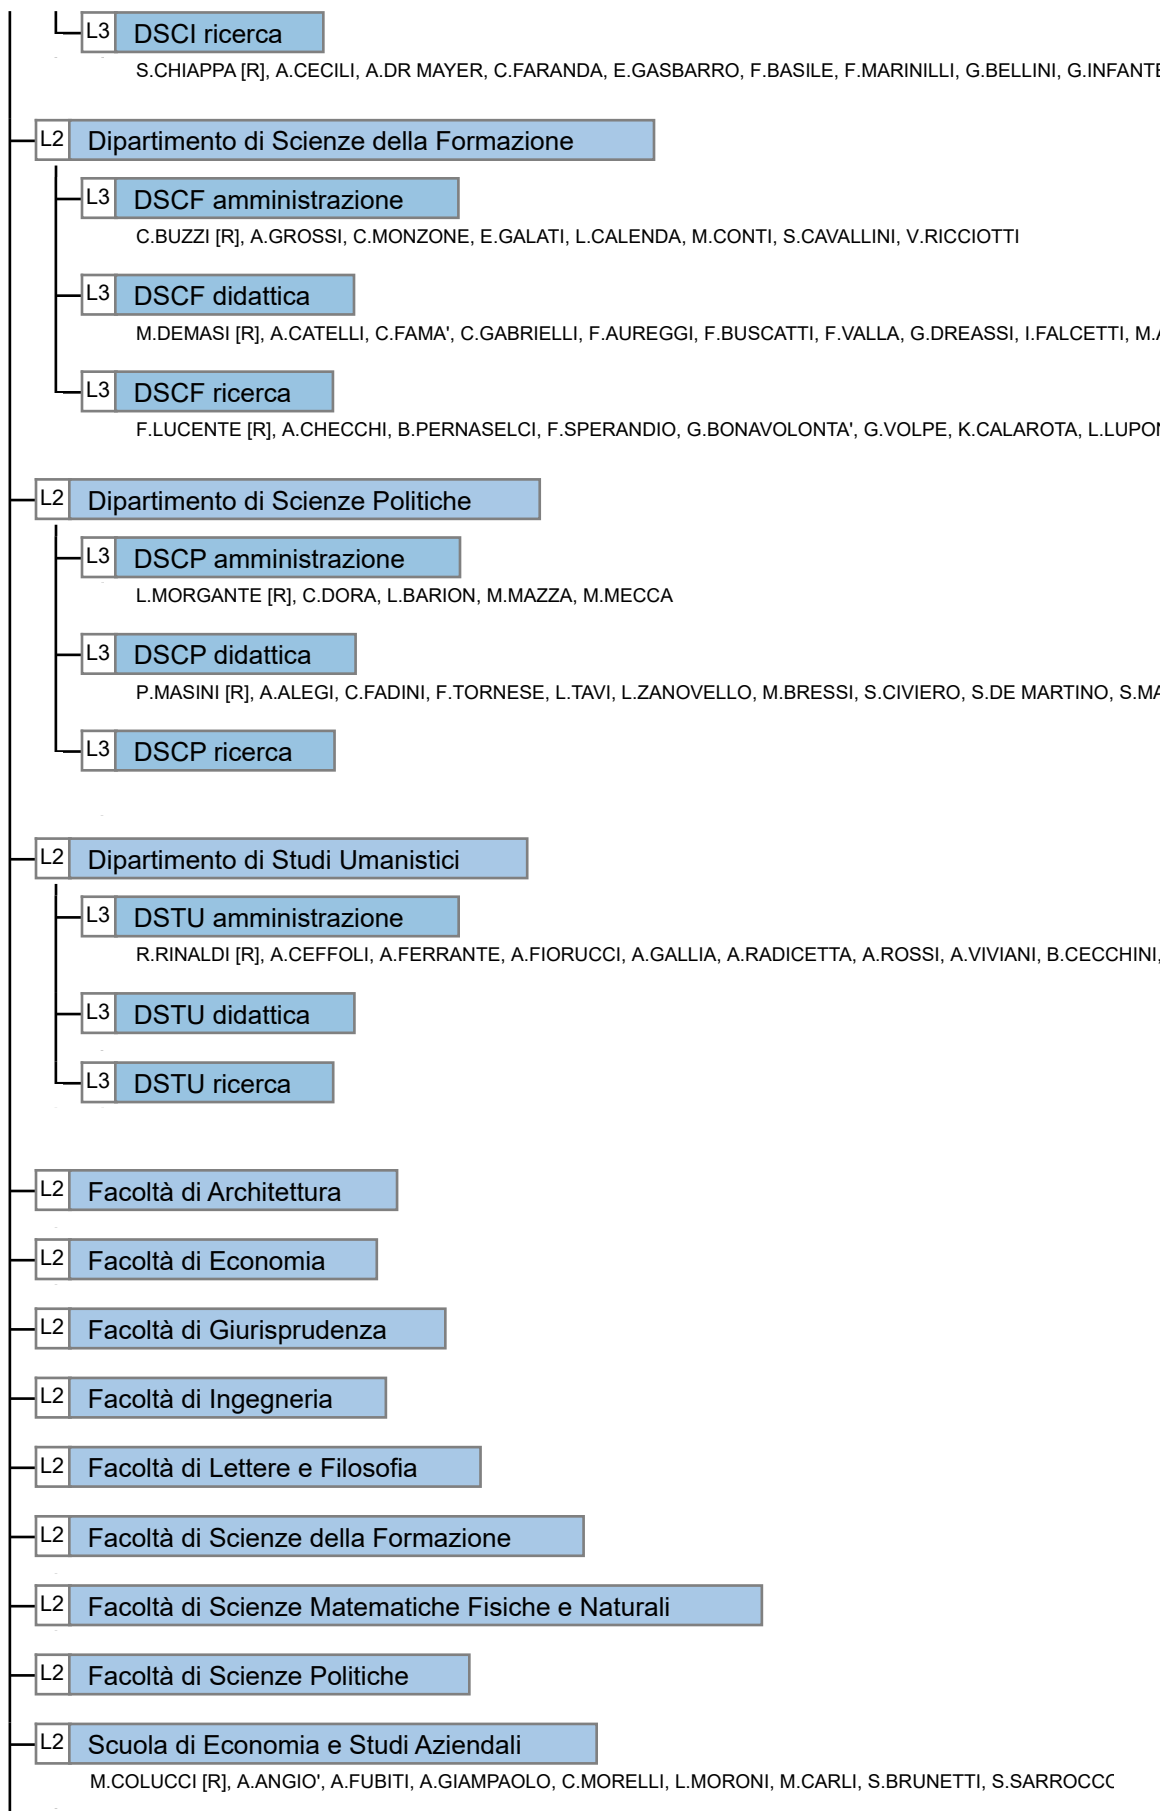 L3 DSCI ricerca
S.CHIAPPA [R], A.CECILI, A.DR MAYER, C.FARANDA, E.GASBARRO, F.BASILE, F.MARINILLI, G.BELLINI, G.INFANTE
L2 Dipartimento di Scienze della Formazione
L3 DSCF amministrazione
C.BUZZI [R], A.GROSSI, C.MONZONE, E.GALATI, L.CALENDA, M.CONTI, S.CAVALLINI, V.RICCIOTTI
L3 DSCF didattica
M.DEMASI [R], A.CATELLI, C.FAMA', C.GABRIELLI, F.AUREGGI, F.BUSCATTI, F.VALLA, G.DREASSI, I.FALCETTI, M.A
L3 DSCF ricerca
F.LUCENTE [R], A.CHECCHI, B.PERNASELCI, F.SPERANDIO, G.BONAVOLONTA', G.VOLPE, K.CALAROTA, L.LUPON
L2 Dipartimento di Scienze Politiche
L3 DSCP amministrazione
L.MORGANTE [R], C.DORA, L.BARION, M.MAZZA, M.MECCA
L3 DSCP didattica
P.MASINI [R], A.ALEGI, C.FADINI, F.TORNESE, L.TAVI, L.ZANOVELLO, M.BRESSI, S.CIVIERO, S.DE MARTINO, S.MA
L3 DSCP ricerca
L2 Dipartimento di Studi Umanistici
L3 DSTU amministrazione
R.RINALDI [R], A.CEFFOLI, A.FERRANTE, A.FIORUCCI, A.GALLIA, A.RADICETTA, A.ROSSI, A.VIVIANI, B.CECCHINI,
L3 DSTU didattica
L3 DSTU ricerca
L2 Facoltà di Architettura
L2 Facoltà di Economia
L2 Facoltà di Giurisprudenza
L2 Facoltà di Ingegneria
L2 Facoltà di Lettere e Filosofia
L2 Facoltà di Scienze della Formazione
L2 Facoltà di Scienze Matematiche Fisiche e Naturali
L2 Facoltà di Scienze Politiche
L2 Scuola di Economia e Studi Aziendali
M.COLUCCI [R], A.ANGIO', A.FUBITI, A.GIAMPAOLO, C.MORELLI, L.MORONI, M.CARLI, S.BRUNETTI, S.SARROCCO